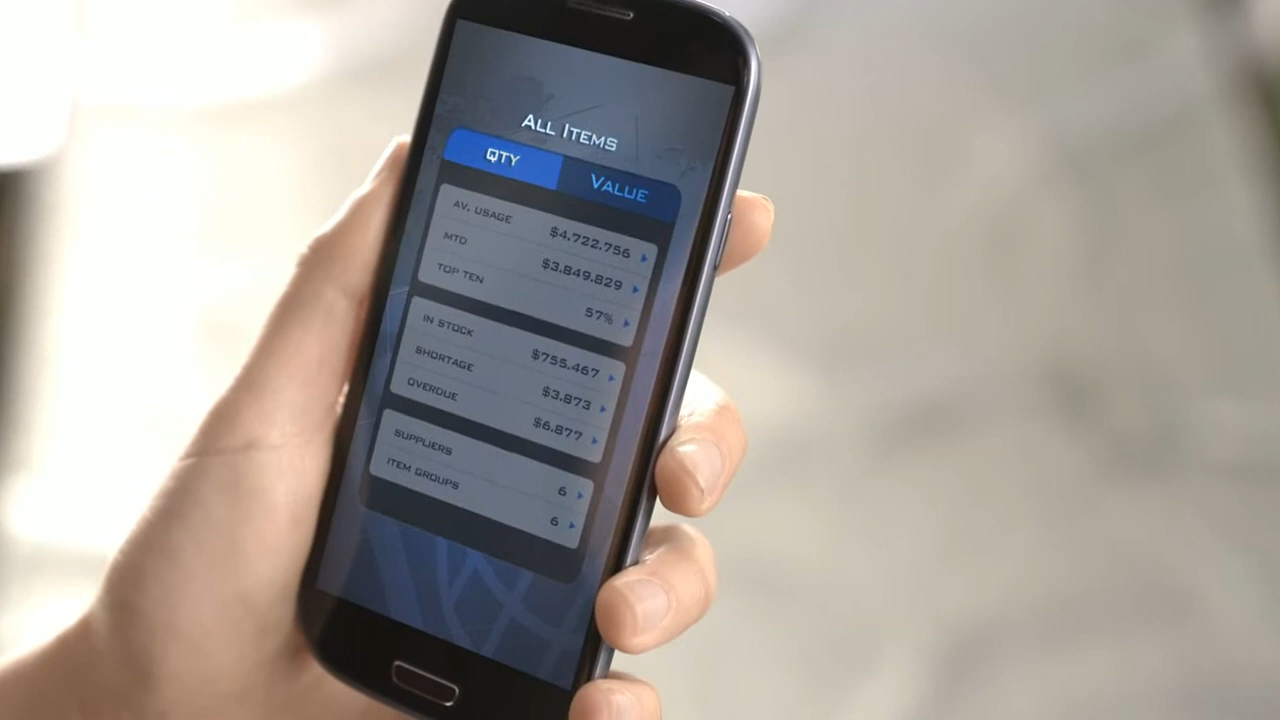 ALL ITEMS
QTY VALUE
AV. USAGE $4.722.756
MTD $3.849.829
TOP TEN 57%
IN STOCK $755.467
SHORTAGE $3.873
OVERDUE $6.877
SUPPLIERS 6
ITEM GROUPS 6